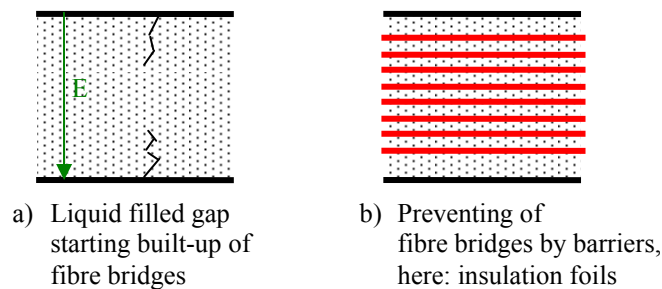 E
a) Liquid filled gap
starting built-up of
fibre bridges
b) Preventing of
fibre bridges by barriers,
here: insulation foils